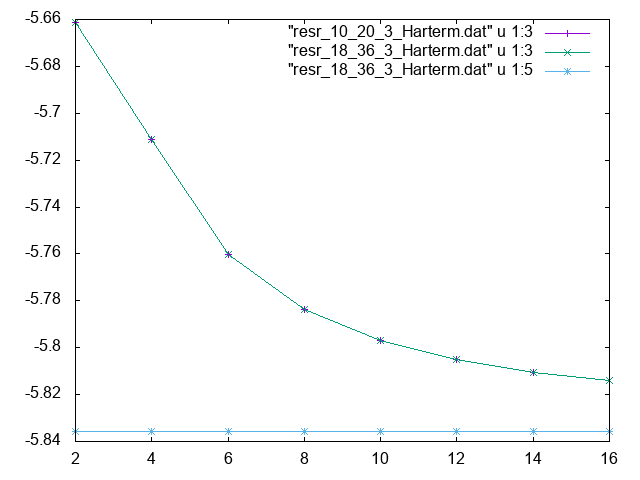 "resr_10_20_3_Harterm.dat" u 1:3
"resr_18_36_3_Harterm.dat" u 1:3
"resr_18_36_3_Harterm.dat" u 1:5
-5.66
-5.68
-5.7
-5.72
-5.74
-5.76
-5.78
-5.8
-5.82
-5.84
2 4 6 8 10 12 14 16